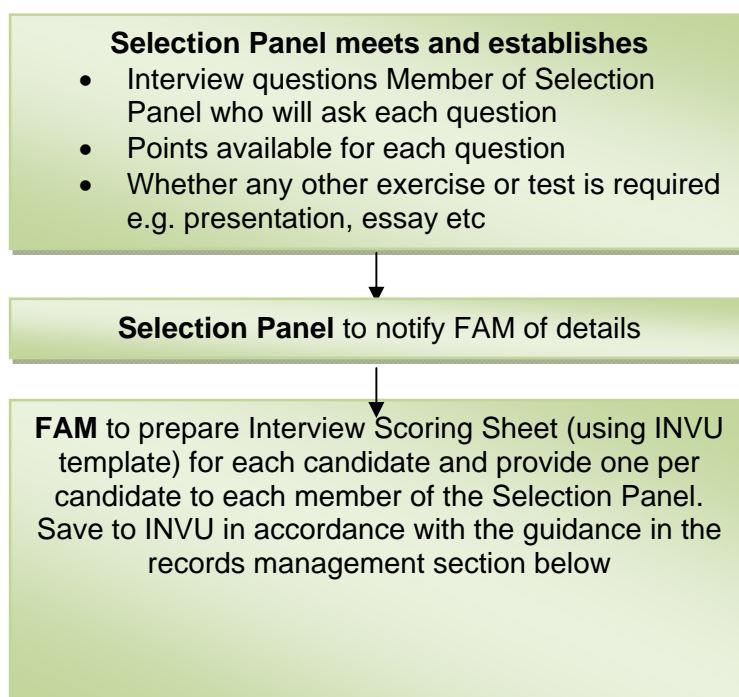 Selection Panel meets and establishes
• Interview questions Member of Selection
Panel who will ask each question
• Points available for each question
• Whether any other exercise or test is required
e.g. presentation, essay etc
Selection Panel to notify FAM of details
FAM to prepare Interview Scoring Sheet (using INVU
template) for each candidate and provide one per
candidate to each member of the Selection Panel.
Save to INVU in accordance with the guidance in the
records management section below